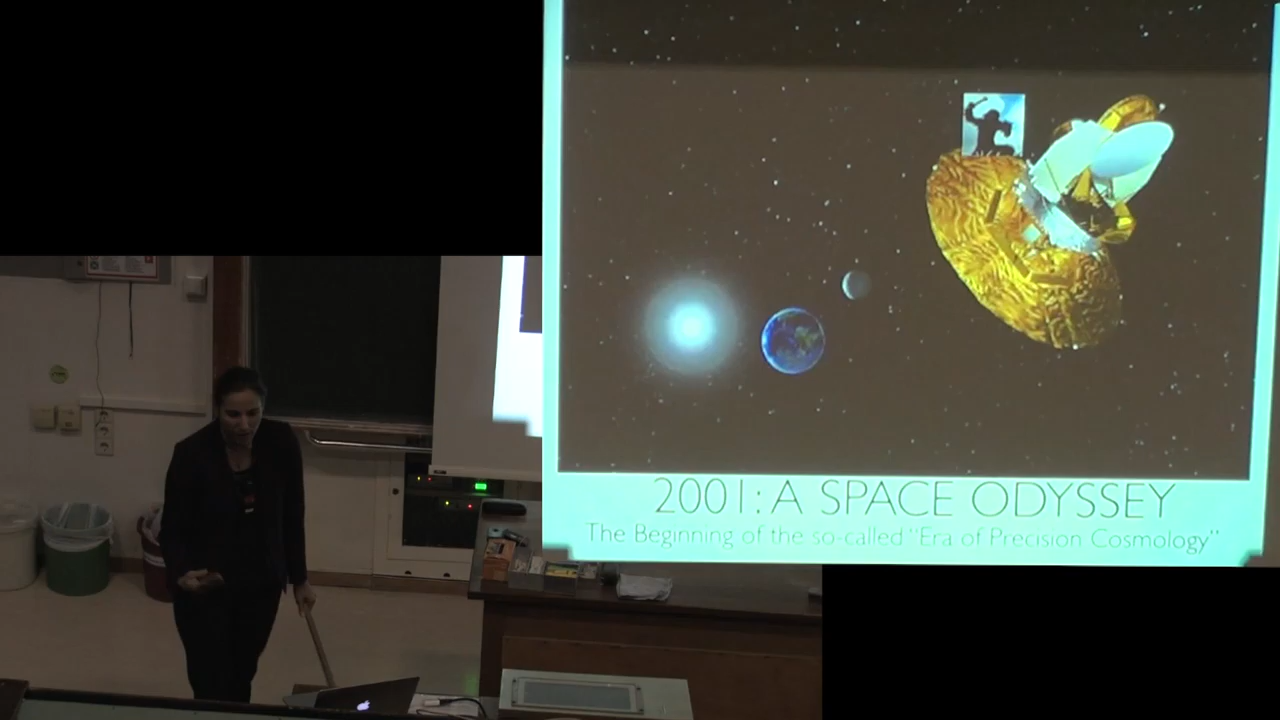 2001: A SPACE ODYSSEY
The Beginning of the so-called "Era of Precision Cosmology"